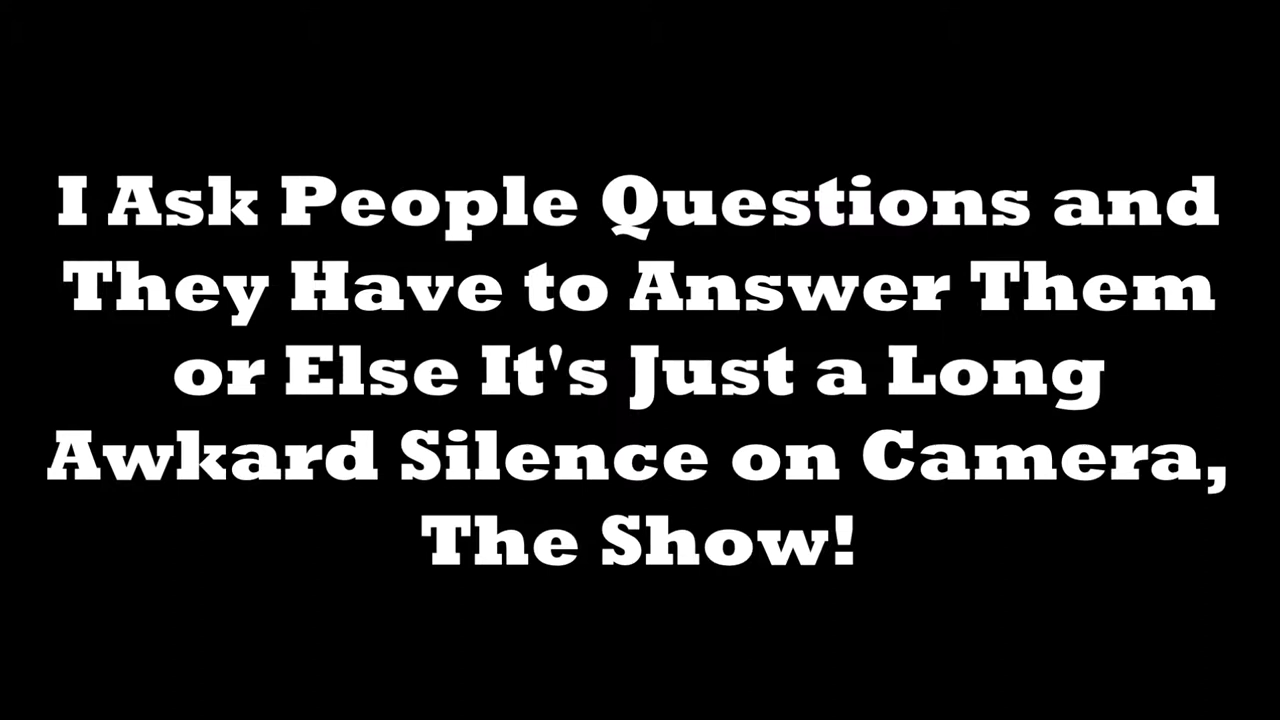 I Ask People Questions and
They Have to Answer Them
or Else It's Just a Long
Awkard Silence on Camera,
The Show!